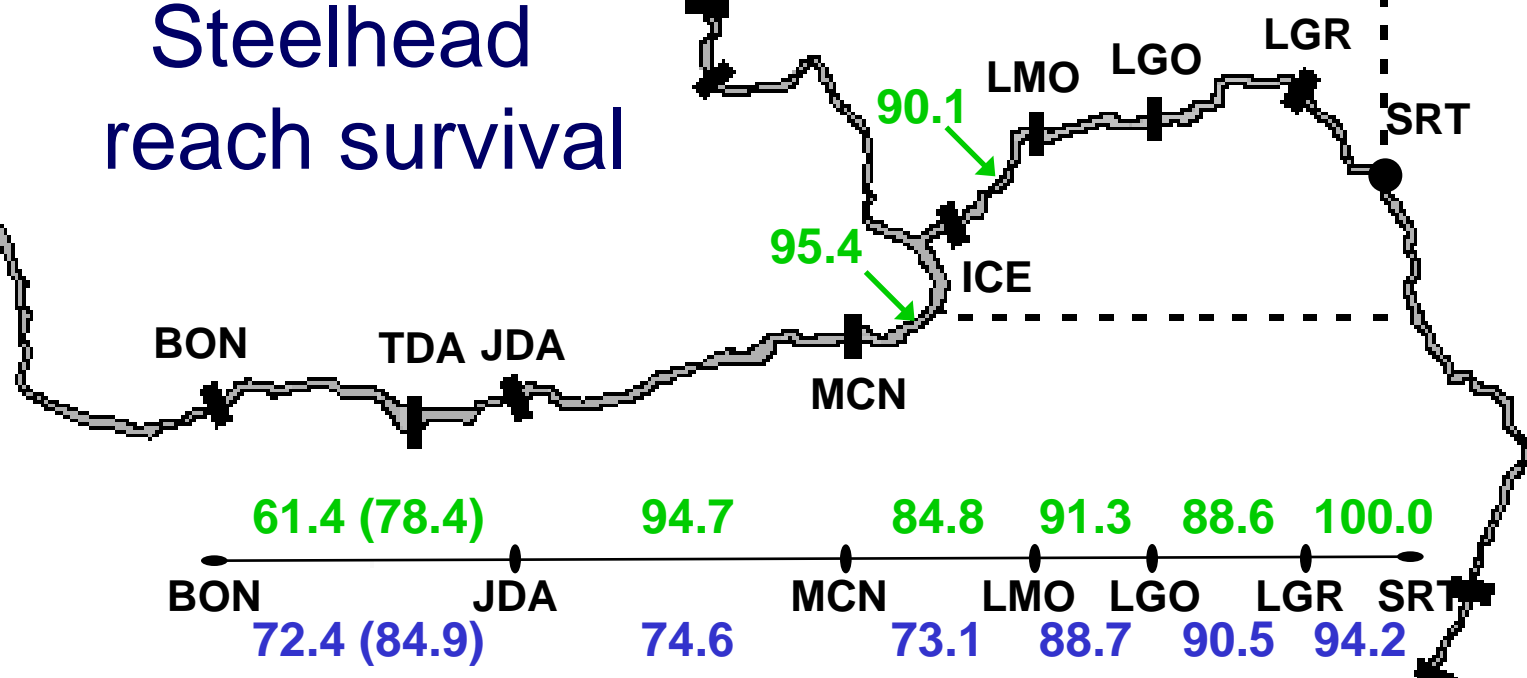 Steelhead
reach survival
LGR
LGO
LMO
90.1
SRT
95.4
ICE
BON TDA JDA
MCN
61.4 (78.4) 94.7 84.8 91.3 88.6 100.0
BON JDA MCN LMO LGO LGR SRT
72.4 (84.9) 74.6 73.1 88.7 90.5 94.2